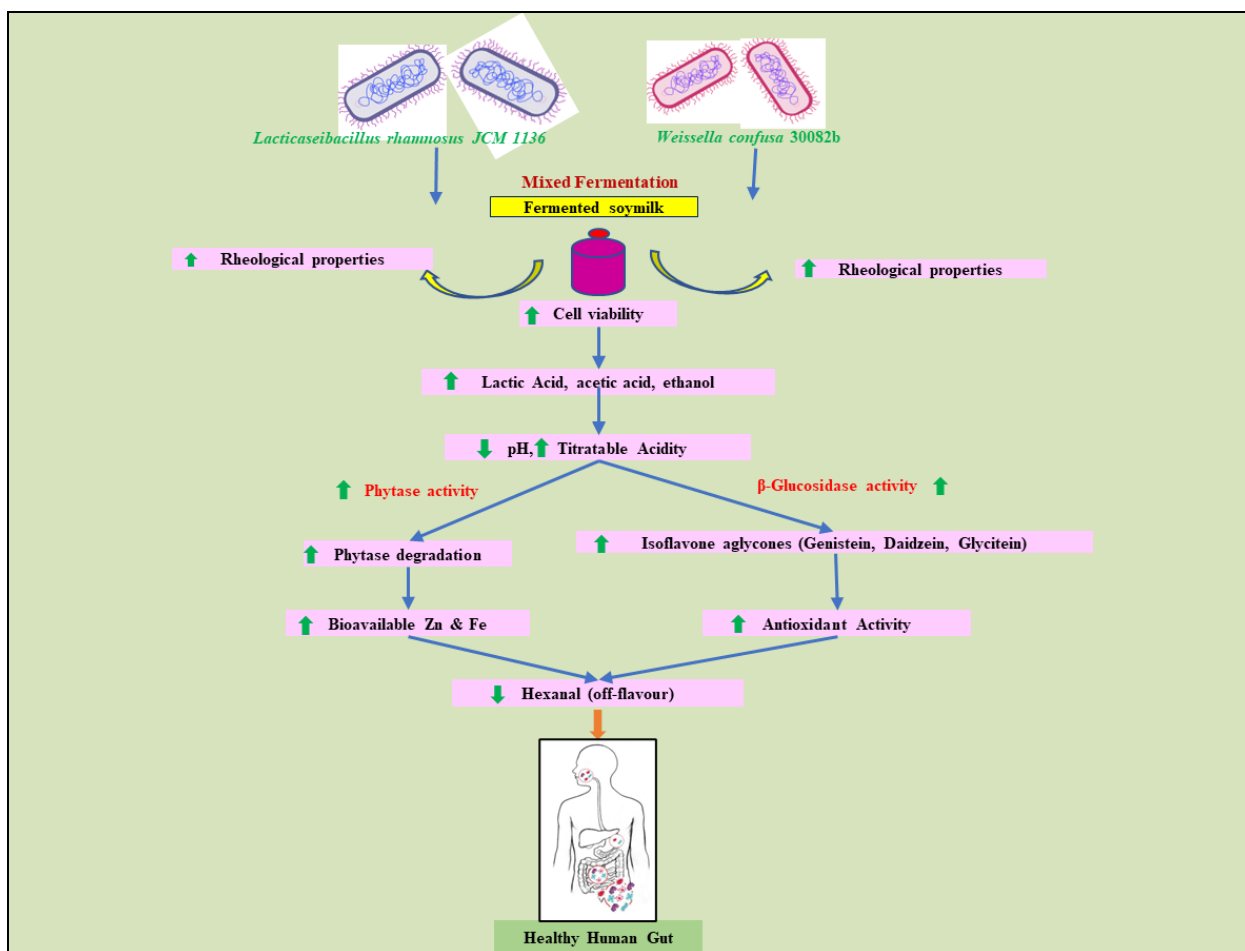 Lacticaseibacillus rhamnosus JCM 1136
Weissella confusa 30082b
Mixed Fermentation
Fermented soymilk
Rheological properties
Rheological properties
Cell viability
Lactic Acid, acetic acid, ethanol
pH, Titratable Acidity
Phytase activity
β-Glucosidase activity
Phytase degradation
Isoflavone aglycones (Genistein, Daidzein, Glycitein)
Bioavailable Zn & Fe
Antioxidant Activity
Hexanal (off-flavour)
Healthy Human Gut